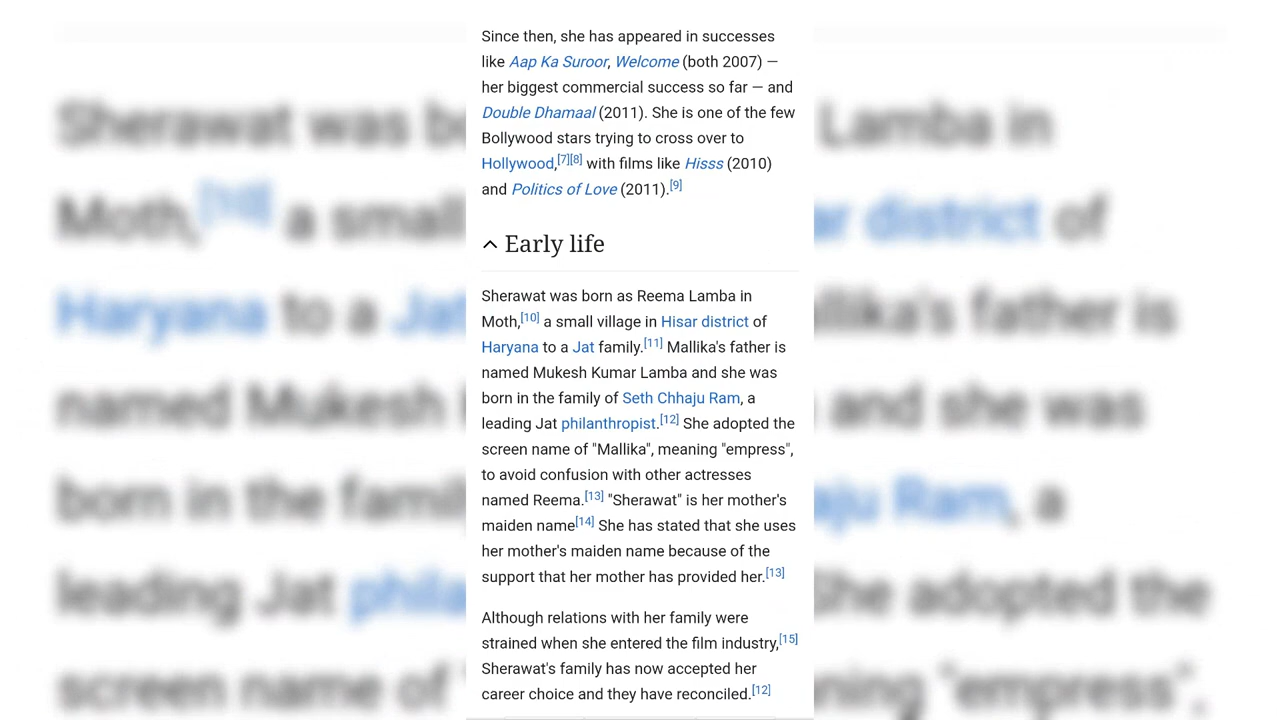 Since then, she has appeared in successes
like Aap Ka Suroor, Welcome (both 2007) —
her biggest commercial success so far — and
Double Dhamaal (2011). She is one of the few
Bollywood stars trying to cross over to
Hollywood,[7][8] with films like Hisss (2010)
and Politics of Love (2011).[9]
Early life
Sherawat was born as Reema Lamba in
Moth,[10] a small village in Hisar district of
Haryana to a Jat family.[11] Mallika's father is
named Mukesh Kumar Lamba and she was
born in the family of Seth Chhaju Ram, a
leading Jat philanthropist.[12] She adopted the
screen name of "Mallika", meaning "empress",
to avoid confusion with other actresses
named Reema.[13] "Sherawat" is her mother's
maiden name[14] She has stated that she uses
her mother's maiden name because of the
support that her mother has provided her.[13]
Although relations with her family were
strained when she entered the film industry,[15]
Sherawat's family has now accepted her
career choice and they have reconciled.[12]